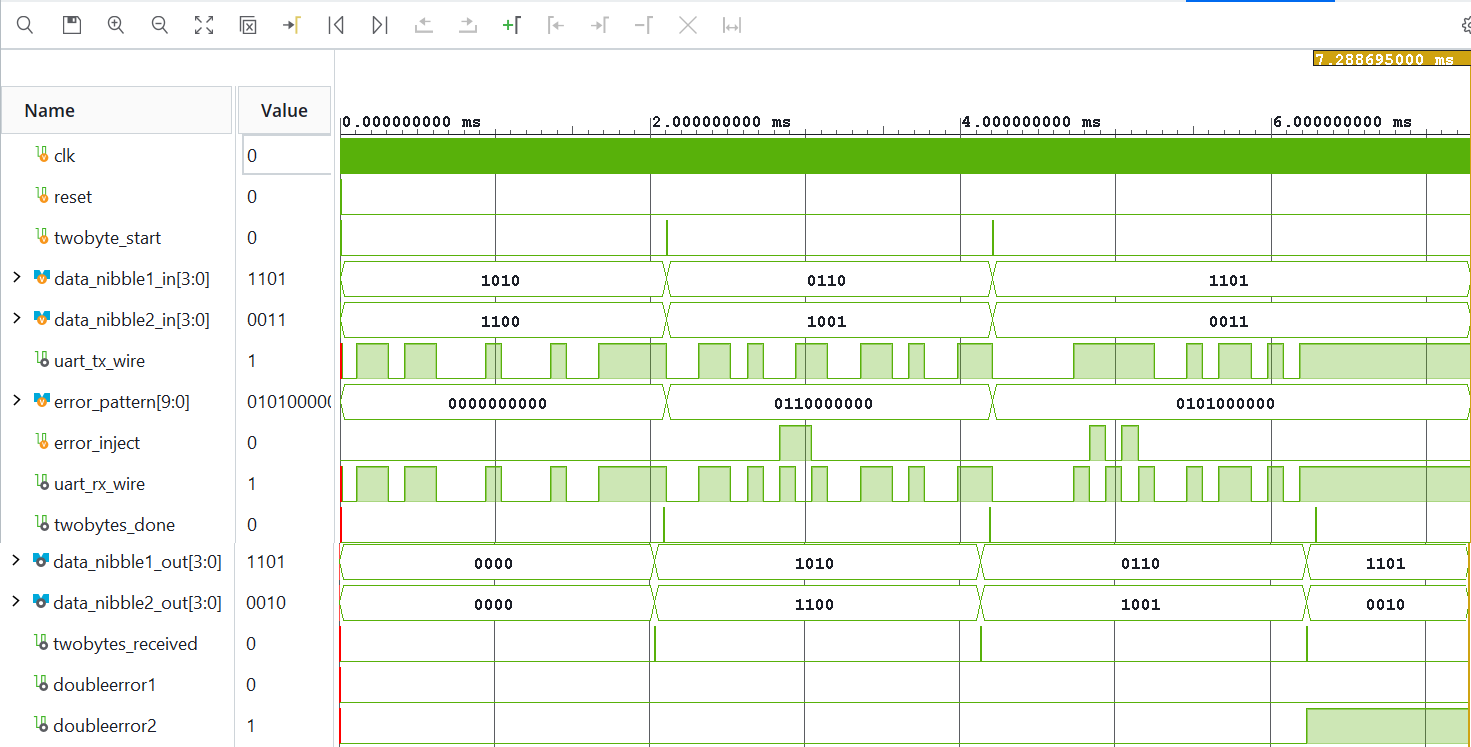 7.288695000 ms
Name Value
0.000000000 ms 2.000000000 ms 4.000000000 ms 6.000000000 ms
clk 0
reset 0
twobyte_start 0
data_nibble1_in[3:0] 1101 1010 0110 1101
data_nibble2_in[3:0] 0011 1100 1001 0011
uart_tx_wire 1
error_pattern[9:0] 010100000 0000000000 0110000000 0101000000
error_inject 0
uart_rx_wire 1
twobytes_done 0
data_nibble1_out[3:0] 1101 0000 1010 0110 1101
data_nibble2_out[3:0] 0010 0000 1100 1001 0010
twobytes_received 0
doubleerror1 0
doubleerror2 1